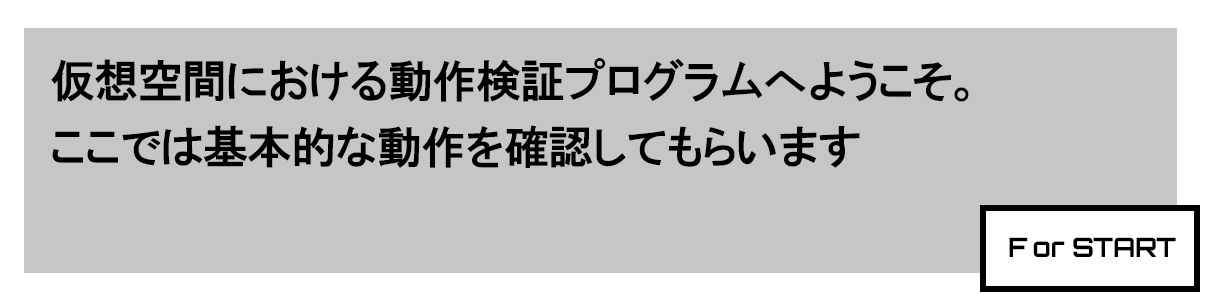 仮想空間における動作検証プログラムへようこそ。
ここでは基本的な動作を確認してもらいます
F or START